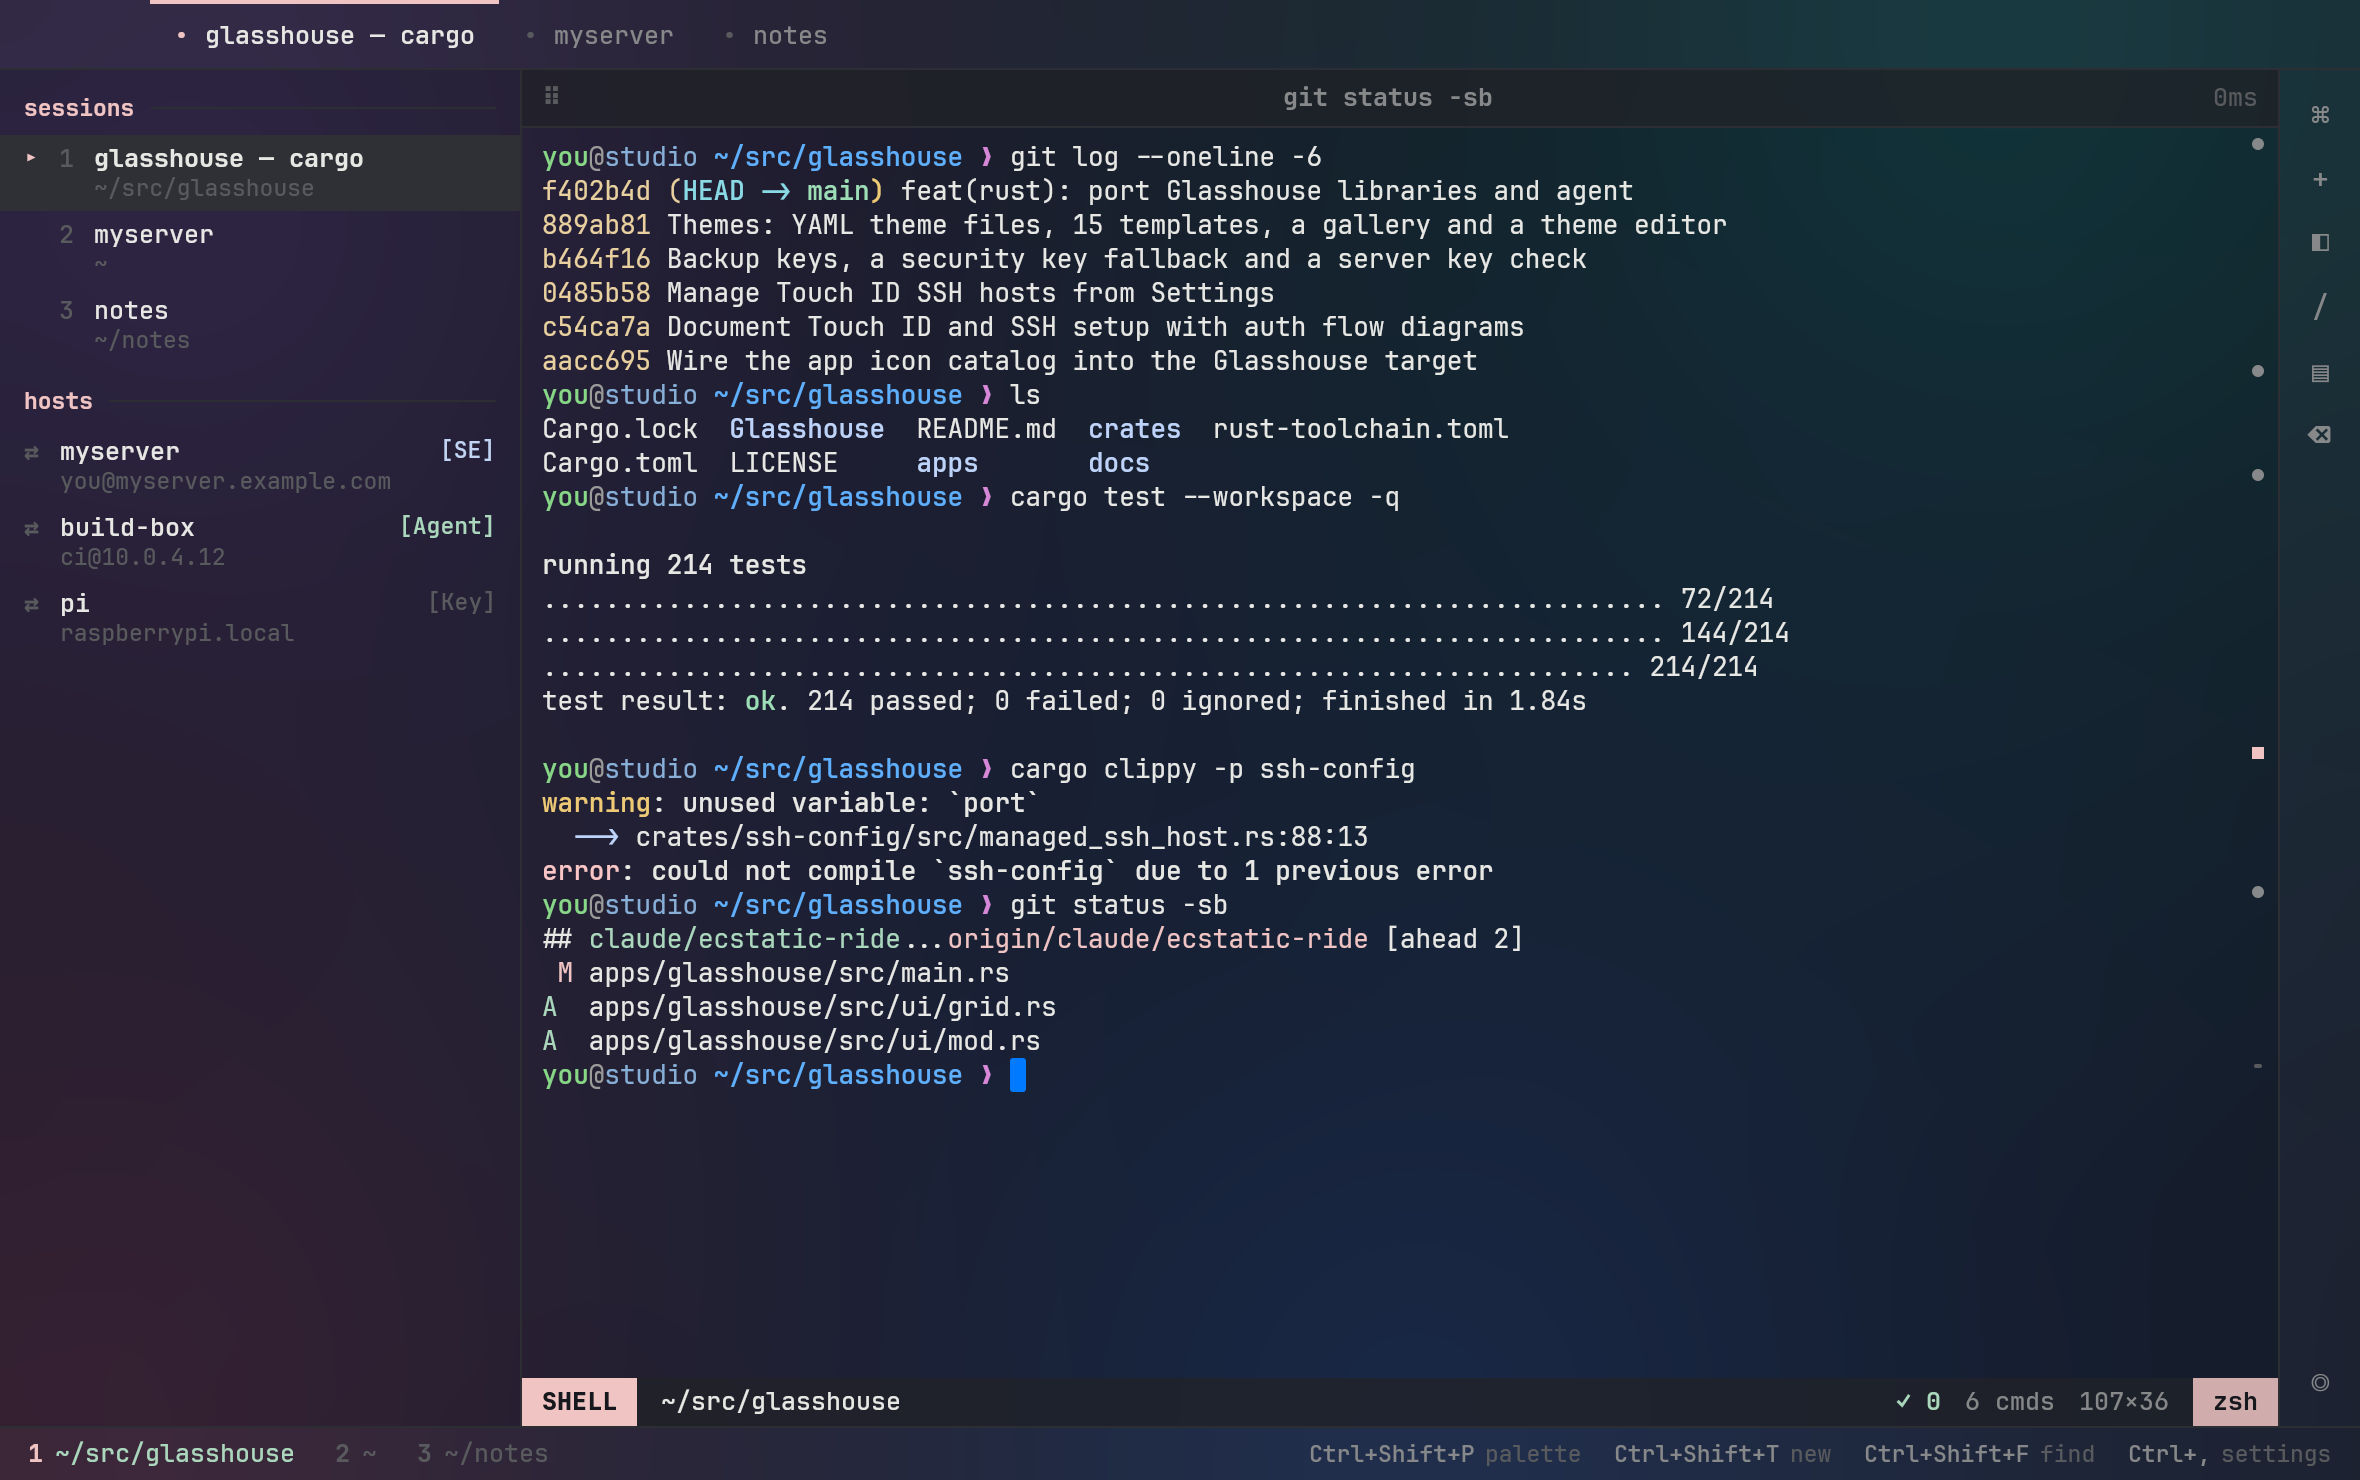 • glasshouse — cargo • myserver • notes
sessions
▸ 1 glasshouse — cargo
~/src/glasshouse
2 myserver
~
3 notes
~/notes
hosts
⇄ myserver [SE]
you@myserver.example.com
⇄ build-box [Agent]
ci@10.0.4.12
⇄ pi [Key]
raspberrypi.local
git status -sb 0ms
you@studio ~/src/glasshouse ❯ git log --oneline -6
f402b4d (HEAD -> main) feat(rust): port Glasshouse libraries and agent
889ab81 Themes: YAML theme files, 15 templates, a gallery and a theme editor
b464f16 Backup keys, a security key fallback and a server key check
0485b58 Manage Touch ID SSH hosts from Settings
c54ca7a Document Touch ID and SSH setup with auth flow diagrams
aacc695 Wire the app icon catalog into the Glasshouse target
you@studio ~/src/glasshouse ❯ ls
Cargo.lock Glasshouse README.md crates rust-toolchain.toml
Cargo.toml LICENSE apps docs
you@studio ~/src/glasshouse ❯ cargo test --workspace -q
running 214 tests
........................................................................ 72/214
........................................................................ 144/214
...................................................................... 214/214
test result: ok. 214 passed; 0 failed; 0 ignored; finished in 1.84s
you@studio ~/src/glasshouse ❯ cargo clippy -p ssh-config
warning: unused variable: `port`
--> crates/ssh-config/src/managed_ssh_host.rs:88:13
error: could not compile `ssh-config` due to 1 previous error
you@studio ~/src/glasshouse ❯ git status -sb
## claude/ecstatic-ride...origin/claude/ecstatic-ride [ahead 2]
M apps/glasshouse/src/main.rs
A apps/glasshouse/src/ui/grid.rs
A apps/glasshouse/src/ui/mod.rs
you@studio ~/src/glasshouse ❯
SHELL ~/src/glasshouse ✓ 0 6 cmds 107×36 zsh
1 ~/src/glasshouse 2 ~ 3 ~/notes Ctrl+Shift+P palette Ctrl+Shift+T new Ctrl+Shift+F find Ctrl+, settings